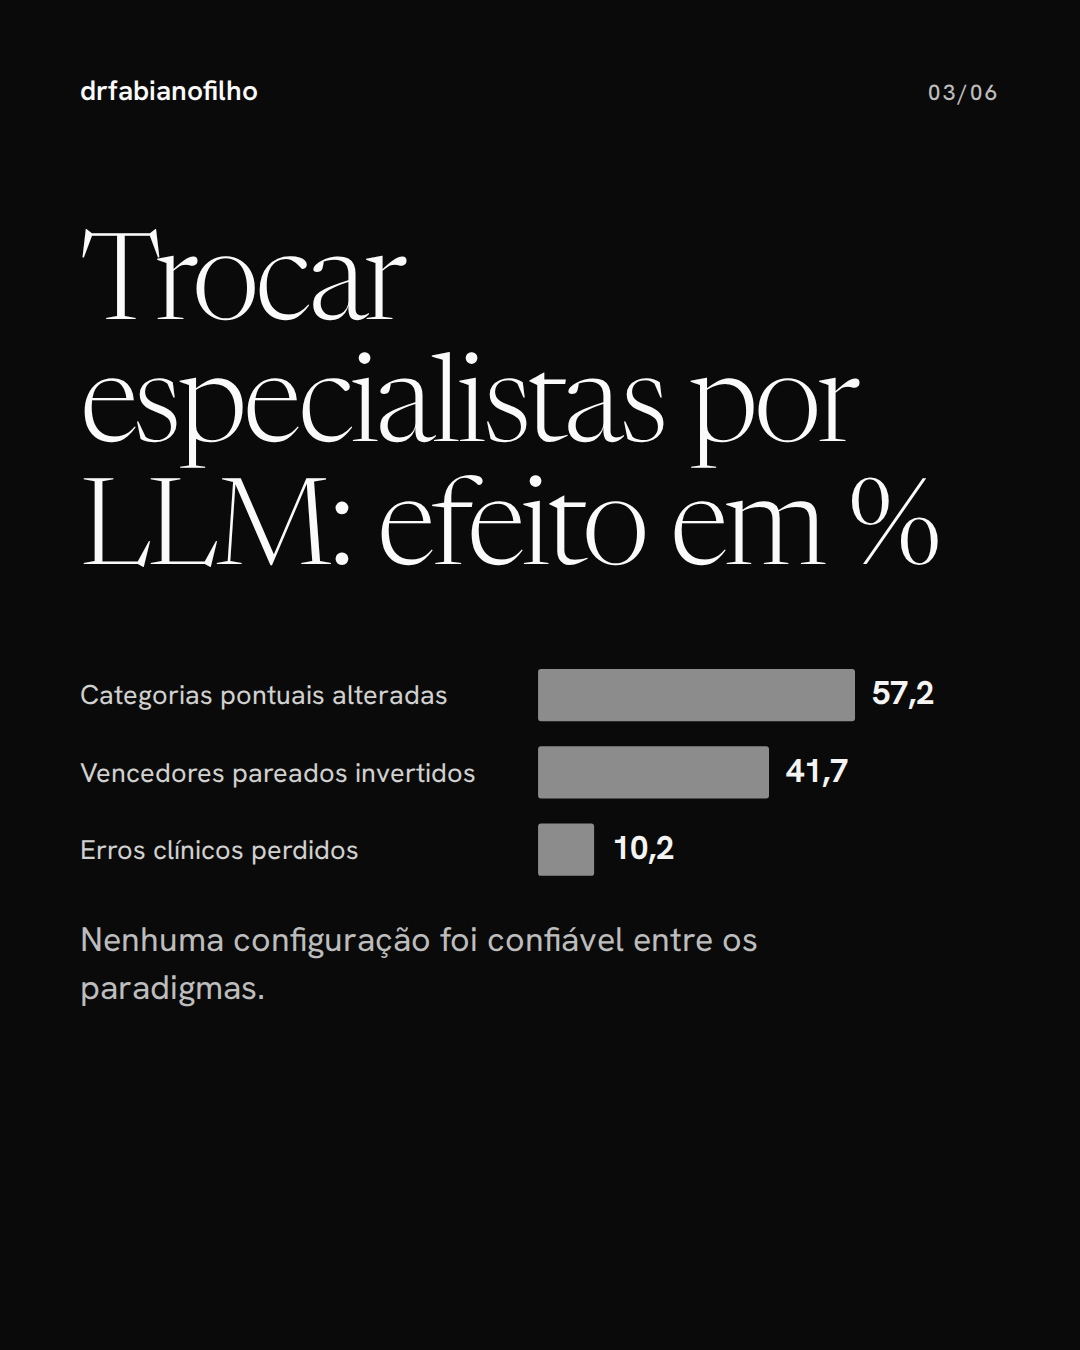 drfabianofilho
03/06
Trocar
especialistas por
LLM: efeito em %
Categorias pontuais alteradas 57,2
Vencedores pareados invertidos 41,7
Erros clínicos perdidos 10,2
Nenhuma configuração foi confiável entre os
paradigmas.